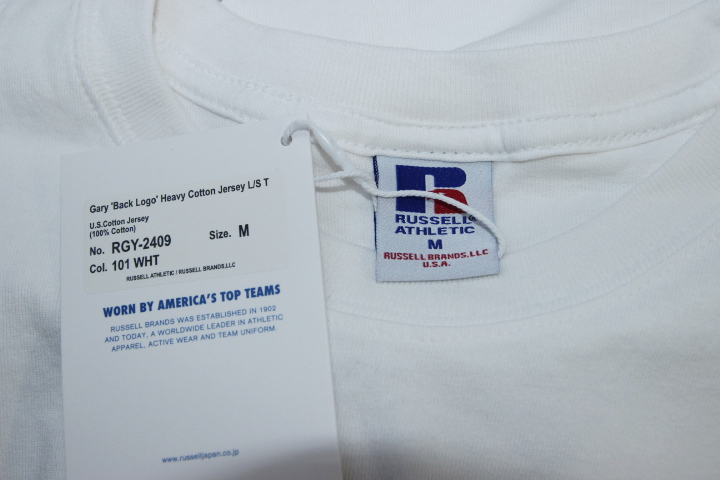 Gary 'Back Logo' Heavy Cotton Jersey L/S T
U.S.Cotton Jersey
(100% Cotton)
No. RGY-2409 Size. M
Col. 101 WHT
RUSSELL ATHLETIC / RUSSELL BRANDS,LLC
WORN BY AMERICA'S TOP TEAMS
RUSSELL BRANDS WAS ESTABLISHED IN 1902
AND TODAY, A WORLDWIDE LEADER IN ATHLETIC
APPAREL, ACTIVE WEAR AND TEAM UNIFORM.
www.russelljapan.co.jp
R
RUSSELL®
ATHLETIC
M
RUSSELL BRANDS,LLC
U.S.A.